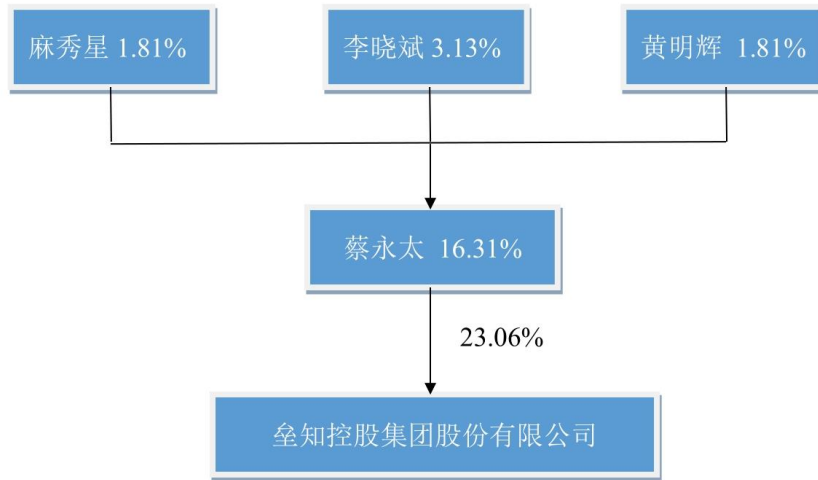 麻秀星 1.81%
李晓斌 3.13%
黄明辉 1.81%
蔡永太 16.31%
23.06%
垒知控股集团股份有限公司